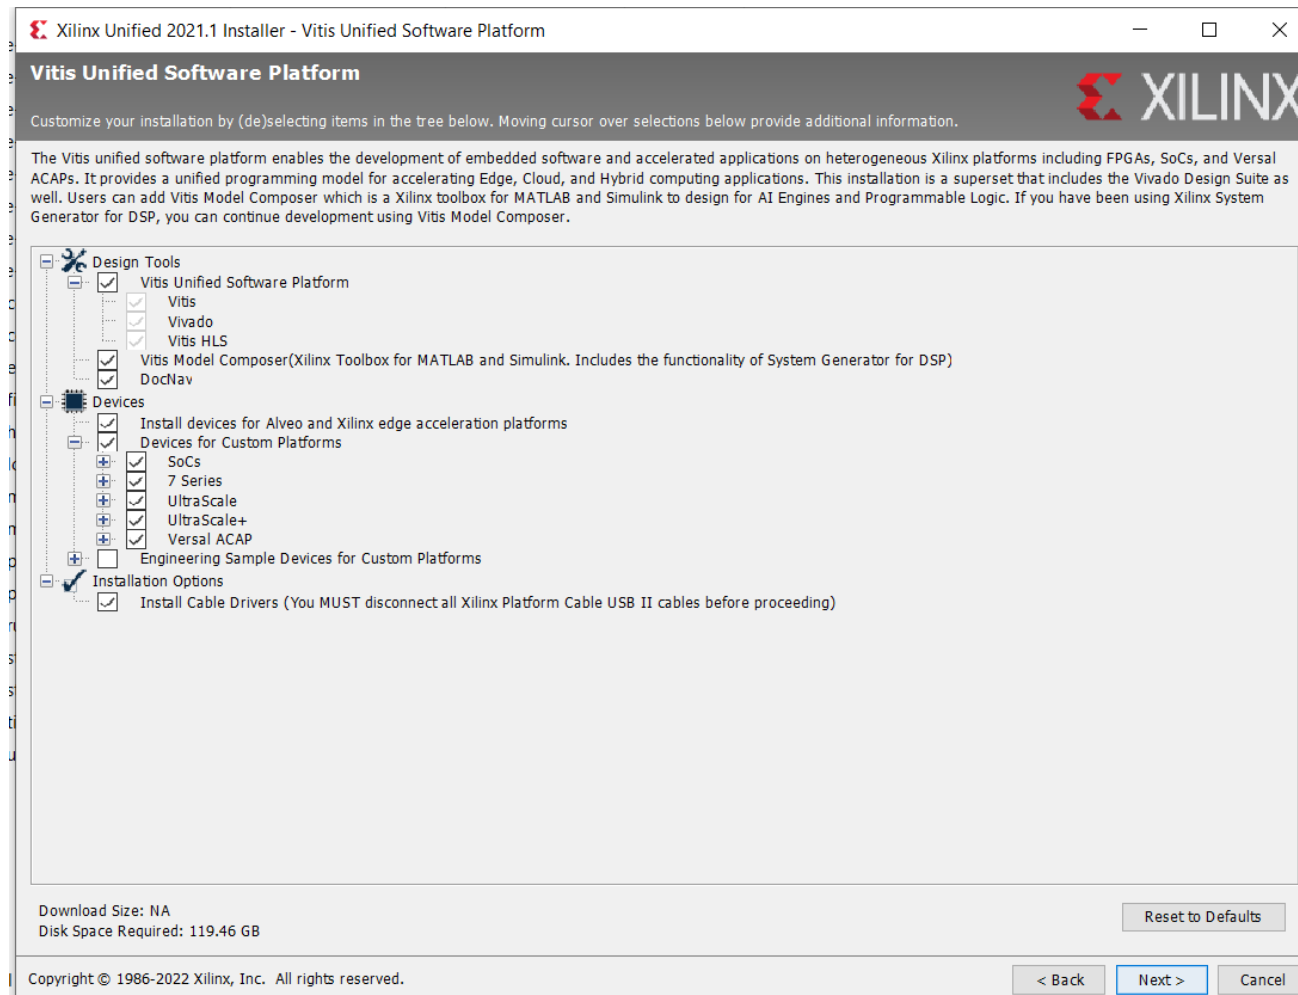 Xilinx Unified 2021.1 Installer - Vitis Unified Software Platform
Vitis Unified Software Platform
XILINX
Customize your installation by (de)selecting items in the tree below. Moving cursor over selections below provide additional information.
The Vitis unified software platform enables the development of embedded software and accelerated applications on heterogeneous Xilinx platforms including FPGAs, SoCs, and Versal
ACAPs. It provides a unified programming model for accelerating Edge, Cloud, and Hybrid computing applications. This installation is a superset that includes the Vivado Design Suite as
well. Users can add Vitis Model Composer which is a Xilinx toolbox for MATLAB and Simulink to design for AI Engines and Programmable Logic. If you have been using Xilinx System
Generator for DSP, you can continue development using Vitis Model Composer.
Design Tools
Vitis Unified Software Platform
Vitis
Vivado
Vitis HLS
Vitis Model Composer(Xilinx Toolbox for MATLAB and Simulink. Includes the functionality of System Generator for DSP)
DocNav
Devices
Install devices for Alveo and Xilinx edge acceleration platforms
Devices for Custom Platforms
SoCs
7 Series
UltraScale
UltraScale+
Versal ACAP
Engineering Sample Devices for Custom Platforms
Installation Options
Install Cable Drivers (You MUST disconnect all Xilinx Platform Cable USB II cables before proceeding)
Download Size: NA
Disk Space Required: 119.46 GB
Reset to Defaults
Copyright © 1986-2022 Xilinx, Inc. All rights reserved.
< Back
Next >
Cancel